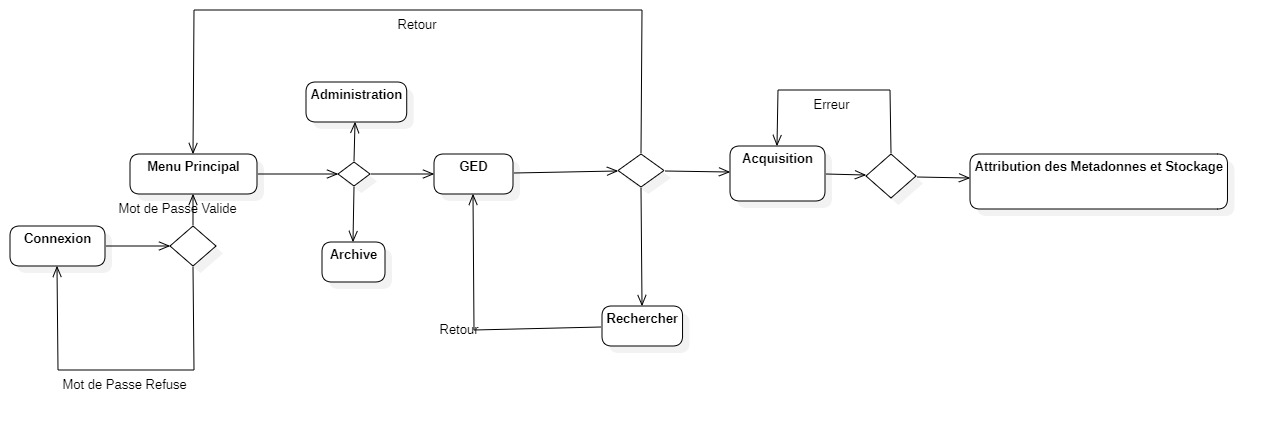 Retour
Administration
Erreur
Menu Principal
GED
Acquisition
Attribution des Metadonnes et Stockage
Mot de Passe Valide
Connexion
Archive
Rechercher
Retour
Mot de Passe Refuse